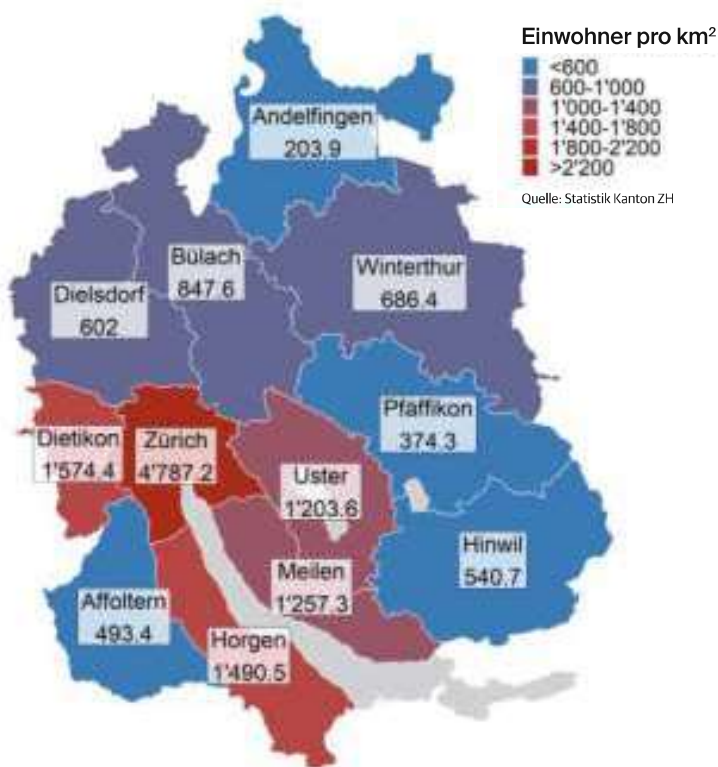 Einwohner pro km²
<600
600-1'000
1'000-1'400
1'400-1'800
1'800-2'200
>2'200
Quelle: Statistik Kanton ZH
Andelfingen
203.9
Bülach
847.6
Winterthur
686.4
Dielsdorf
602
Pfäffikon
374.3
Dietikon
1'574.4
Zürich
4'787.2
Uster
1'203.6
Hinwil
540.7
Meilen
1'257.3
Affoltern
493.4
Horgen
1'490.5